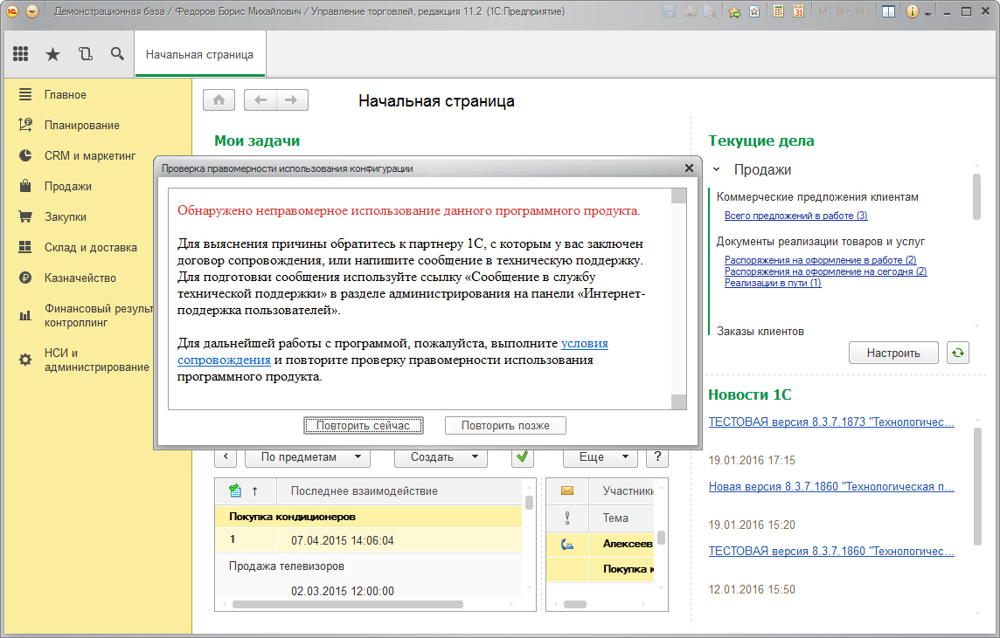 Демонстрационная база / Федоров Борис Михайлович / Управление торговлей, редакция 11.2 (1С:Предприятие)
31
M M+ M-
Начальная страница
Главное
Планирование
CRM и маркетинг
Продажи
Закупки
Склад и доставка
Казначейство
Финансовый резуль
контроллинг
НСИ и
администрирование
Начальная страница
Мои задачи
Проверка правомерности использования конфигурации
Обнаружено неправомерное использование данного программного продукта.
Для выяснения причины обратитесь к партнеру 1С, с которым у вас заключен
договор сопровождения, или напишите сообщение в техническую поддержку.
Для подготовки сообщения используйте ссылку «Сообщение в службу
технической поддержки» в разделе администрирования на панели «Интернет-
поддержка пользователей».
Для дальнейшей работы с программой, пожалуйста, выполните условия
сопровождения и повторите проверку правомерности использования
программного продукта.
Повторить сейчас
Повторить позже
По предметам
Создать
Еще
?
Последнее взаимодействие
Покупка кондиционеров
1
07.04.2015 14:06:04
Продажа телевизоров
02.03.2015 12:00:00
Участники
Тема
Алексеев
Покупка к
Текущие дела
Продажи
Коммерческие предложения клиентам
Всего предложений в работе (3)
Документы реализации товаров и услуг
Распоряжения на оформление в работе (2)
Распоряжения на оформление на сегодня (2)
Реализации в пути (1)
Заказы клиентов
Настроить
Новости 1С
ТЕСТОВАЯ версия 8.3.7.1873 "Технологичес...
19.01.2016 17:15
Новая версия 8.3.7.1860 "Технологическая п...
19.01.2016 15:20
ТЕСТОВАЯ версия 8.3.7.1860 "Технологичес...
12.01.2016 15:50